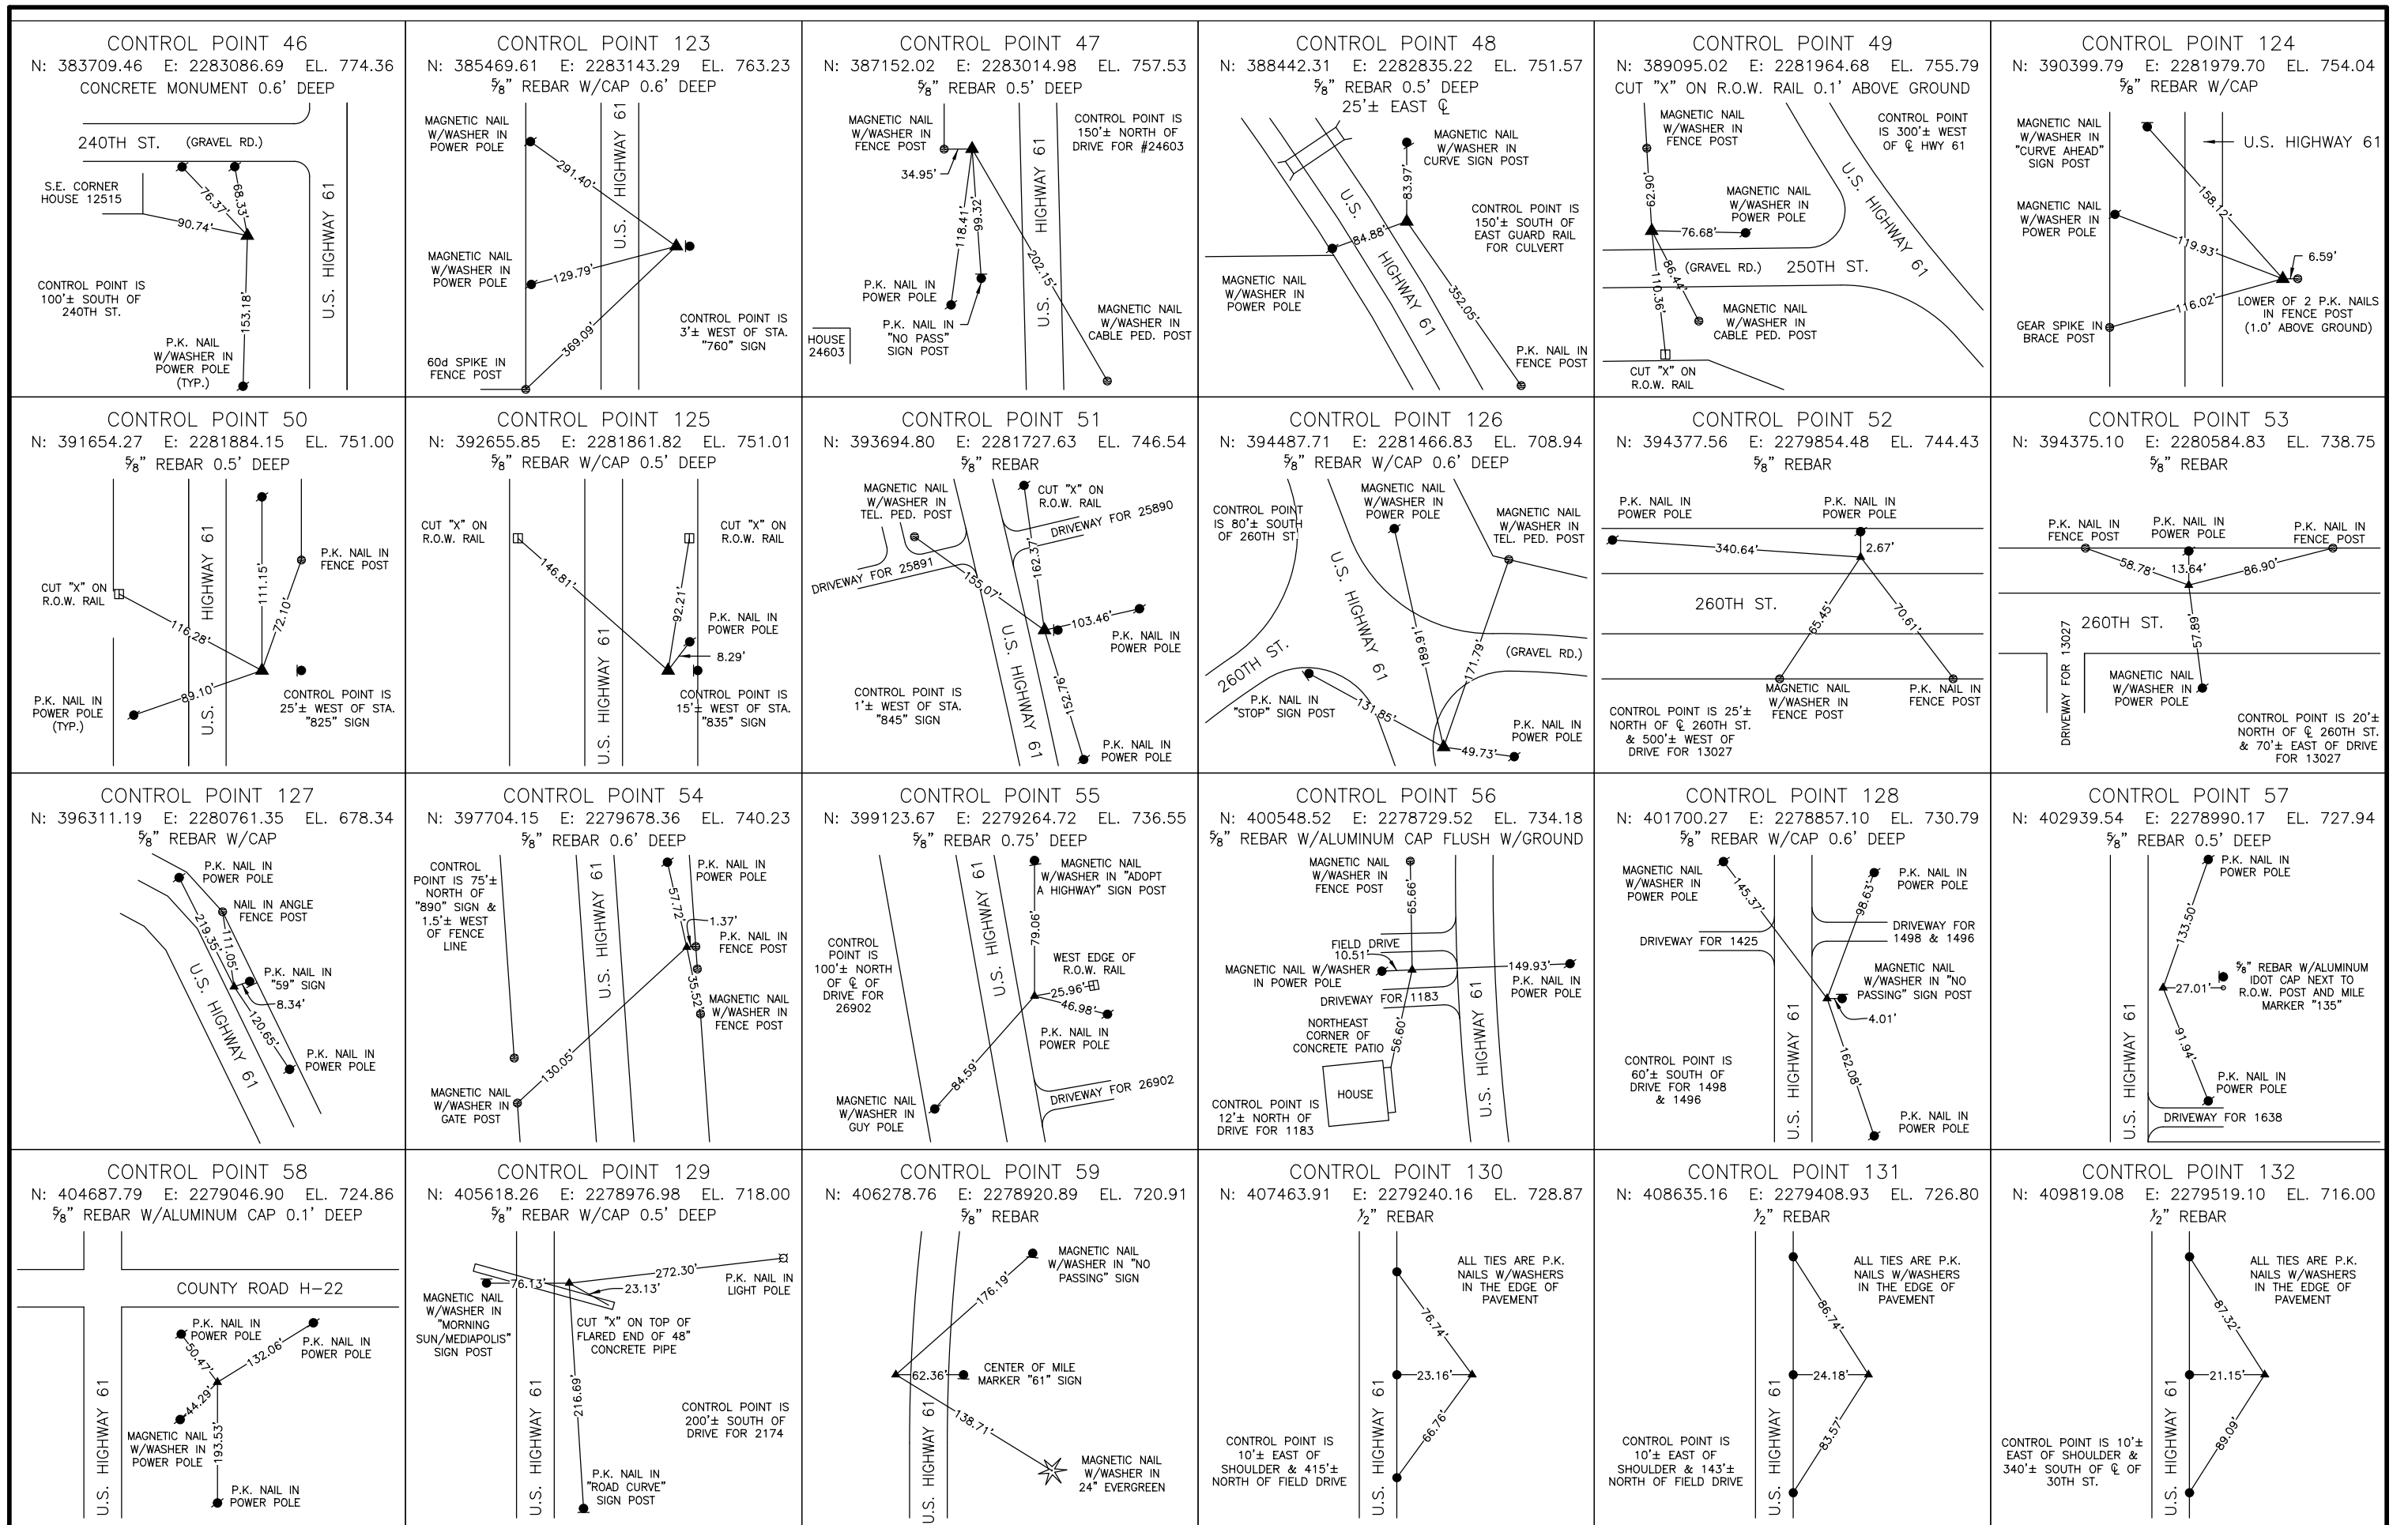 CONTROL POINT 46
N: 383709.46 E: 2283086.69 EL. 774.36
CONCRETE MONUMENT 0.6' DEEP
240TH ST. (GRAVEL RD.)
S.E. CORNER
HOUSE 12515
76.37'
68.33'
90.74'
U.S. HIGHWAY 61
CONTROL POINT IS
100'± SOUTH OF
240TH ST.
153.18'
P.K. NAIL
W/WASHER IN
POWER POLE
(TYP.)
CONTROL POINT 123
N: 385469.61 E: 2283143.29 EL. 763.23
5/8" REBAR W/CAP 0.6' DEEP
MAGNETIC NAIL
W/WASHER IN
POWER POLE
U.S. HIGHWAY 61
291.40'
MAGNETIC NAIL
W/WASHER IN
POWER POLE
129.79'
369.09'
CONTROL POINT IS
3'± WEST OF STA.
"760" SIGN
60d SPIKE IN
FENCE POST
CONTROL POINT 47
N: 387152.02 E: 2283014.98 EL. 757.53
5/8" REBAR 0.5' DEEP
MAGNETIC NAIL
W/WASHER IN
FENCE POST
CONTROL POINT IS
150'± NORTH OF
DRIVE FOR #24603
34.95'
118.41'
99.32'
202.15'
U.S. HIGHWAY 61
P.K. NAIL IN
POWER POLE
P.K. NAIL IN
"NO PASS"
SIGN POST
HOUSE
24603
MAGNETIC NAIL
W/WASHER IN
CABLE PED. POST
CONTROL POINT 48
N: 388442.31 E: 2282835.22 EL. 751.57
5/8" REBAR 0.5' DEEP
25'± EAST ℄
MAGNETIC NAIL
W/WASHER IN
CURVE SIGN POST
83.97'
84.88'
U.S. HIGHWAY 61
CONTROL POINT IS
150'± SOUTH OF
EAST GUARD RAIL
FOR CULVERT
MAGNETIC NAIL
W/WASHER IN
POWER POLE
352.05'
P.K. NAIL IN
FENCE POST
CONTROL POINT 49
N: 389095.02 E: 2281964.68 EL. 755.79
CUT "X" ON R.O.W. RAIL 0.1' ABOVE GROUND
MAGNETIC NAIL
W/WASHER IN
FENCE POST
CONTROL POINT
IS 300'± WEST
OF ℄ HWY 61
62.90'
MAGNETIC NAIL
W/WASHER IN
POWER POLE
76.68'
U.S. HIGHWAY 61
86.44'
110.36'
(GRAVEL RD.) 250TH ST.
MAGNETIC NAIL
W/WASHER IN
CABLE PED. POST
CUT "X" ON
R.O.W. RAIL
CONTROL POINT 124
N: 390399.79 E: 2281979.70 EL. 754.04
5/8" REBAR W/CAP
MAGNETIC NAIL
W/WASHER IN
"CURVE AHEAD"
SIGN POST
U.S. HIGHWAY 61
158.12'
MAGNETIC NAIL
W/WASHER IN
POWER POLE
119.93'
6.59'
116.02'
LOWER OF 2 P.K. NAILS
IN FENCE POST
(1.0' ABOVE GROUND)
GEAR SPIKE IN
BRACE POST
CONTROL POINT 50
N: 391654.27 E: 2281884.15 EL. 751.00
5/8" REBAR 0.5' DEEP
U.S. HIGHWAY 61
111.15'
72.10'
P.K. NAIL IN
FENCE POST
CUT "X" ON
R.O.W. RAIL
116.28'
89.10'
P.K. NAIL IN
POWER POLE
(TYP.)
CONTROL POINT IS
25'± WEST OF STA.
"825" SIGN
CONTROL POINT 125
N: 392655.85 E: 2281861.82 EL. 751.01
5/8" REBAR W/CAP 0.5' DEEP
CUT "X" ON
R.O.W. RAIL
CUT "X" ON
R.O.W. RAIL
146.81'
92.21'
P.K. NAIL IN
POWER POLE
8.29'
U.S. HIGHWAY 61
CONTROL POINT IS
15'± WEST OF STA.
"835" SIGN
CONTROL POINT 51
N: 393694.80 E: 2281727.63 EL. 746.54
5/8" REBAR
MAGNETIC NAIL
W/WASHER IN
TEL. PED. POST
CUT "X" ON
R.O.W. RAIL
DRIVEWAY FOR 25890
DRIVEWAY FOR 25891
162.37'
155.07'
103.46'
P.K. NAIL IN
POWER POLE
U.S. HIGHWAY 61
152.76'
CONTROL POINT IS
1'± WEST OF STA.
"845" SIGN
P.K. NAIL IN
POWER POLE
CONTROL POINT 126
N: 394487.71 E: 2281466.83 EL. 708.94
5/8" REBAR W/CAP 0.6' DEEP
CONTROL POINT
IS 80'± SOUTH
OF 260TH ST.
MAGNETIC NAIL
W/WASHER IN
POWER POLE
MAGNETIC NAIL
W/WASHER IN
TEL. PED. POST
U.S. HIGHWAY 61
189.91'
171.79'
(GRAVEL RD.)
260TH ST.
P.K. NAIL IN
"STOP" SIGN POST
131.85'
49.73'
P.K. NAIL IN
POWER POLE
CONTROL POINT 52
N: 394377.56 E: 2279854.48 EL. 744.43
5/8" REBAR
P.K. NAIL IN
POWER POLE
P.K. NAIL IN
POWER POLE
340.64'
2.67'
260TH ST.
65.45'
70.61'
MAGNETIC NAIL
W/WASHER IN
FENCE POST
P.K. NAIL IN
FENCE POST
CONTROL POINT IS 25'±
NORTH OF ℄ 260TH ST.
& 500'± WEST OF
DRIVE FOR 13027
CONTROL POINT 53
N: 394375.10 E: 2280584.83 EL. 738.75
5/8" REBAR
P.K. NAIL IN
FENCE POST
P.K. NAIL IN
POWER POLE
P.K. NAIL IN
FENCE POST
58.78'
13.64'
86.90'
260TH ST.
57.89'
DRIVEWAY FOR 13027
MAGNETIC NAIL
W/WASHER IN
POWER POLE
CONTROL POINT IS 20'±
NORTH OF ℄ 260TH ST.
& 70'± EAST OF DRIVE
FOR 13027
CONTROL POINT 127
N: 396311.19 E: 2280761.35 EL. 678.34
5/8" REBAR W/CAP
P.K. NAIL IN
POWER POLE
NAIL IN ANGLE
FENCE POST
219.35'
111.05'
P.K. NAIL IN
"59" SIGN
8.34'
120.65'
U.S. HIGHWAY 61
P.K. NAIL IN
POWER POLE
CONTROL POINT 54
N: 397704.15 E: 2279678.36 EL. 740.23
5/8" REBAR 0.6' DEEP
CONTROL
POINT IS 75'±
NORTH OF
"890" SIGN &
1.5'± WEST
OF FENCE
LINE
U.S. HIGHWAY 61
P.K. NAIL IN
POWER POLE
57.72'
1.37'
P.K. NAIL IN
FENCE POST
35.52'
MAGNETIC NAIL
W/WASHER IN
FENCE POST
130.05'
MAGNETIC NAIL
W/WASHER IN
GATE POST
CONTROL POINT 55
N: 399123.67 E: 2279264.72 EL. 736.55
5/8" REBAR 0.75' DEEP
U.S. HIGHWAY 61
MAGNETIC NAIL
W/WASHER IN "ADOPT
A HIGHWAY" SIGN POST
79.06'
CONTROL
POINT IS
100'± NORTH
OF ℄ OF
DRIVE FOR
26902
WEST EDGE OF
R.O.W. RAIL
25.96'
46.98'
P.K. NAIL IN
POWER POLE
84.59'
DRIVEWAY FOR 26902
MAGNETIC NAIL
W/WASHER IN
GUY POLE
CONTROL POINT 56
N: 400548.52 E: 2278729.52 EL. 734.18
5/8" REBAR W/ALUMINUM CAP FLUSH W/GROUND
MAGNETIC NAIL
W/WASHER IN
FENCE POST
65.66'
FIELD DRIVE
10.51'
MAGNETIC NAIL W/WASHER
IN POWER POLE
149.93'
P.K. NAIL IN
POWER POLE
DRIVEWAY FOR 1183
NORTHEAST
CORNER OF
CONCRETE PATIO
56.60'
U.S. HIGHWAY 61
HOUSE
CONTROL POINT IS
12'± NORTH OF
DRIVE FOR 1183
CONTROL POINT 128
N: 401700.27 E: 2278857.10 EL. 730.79
5/8" REBAR W/CAP 0.6' DEEP
MAGNETIC NAIL
W/WASHER IN
POWER POLE
145.37'
98.63'
P.K. NAIL IN
POWER POLE
DRIVEWAY FOR 1425
DRIVEWAY FOR
1498 & 1496
MAGNETIC NAIL
W/WASHER IN "NO
PASSING" SIGN POST
4.01'
162.08'
U.S. HIGHWAY 61
CONTROL POINT IS
60'± SOUTH OF
DRIVE FOR 1498
& 1496
P.K. NAIL IN
POWER POLE
CONTROL POINT 57
N: 402939.54 E: 2278990.17 EL. 727.94
5/8" REBAR 0.5' DEEP
P.K. NAIL IN
POWER POLE
133.50'
27.01'
5/8" REBAR W/ALUMINUM
IDOT CAP NEXT TO
R.O.W. POST AND MILE
MARKER "135"
91.94'
U.S. HIGHWAY 61
P.K. NAIL IN
POWER POLE
DRIVEWAY FOR 1638
CONTROL POINT 58
N: 404687.79 E: 2279046.90 EL. 724.86
5/8" REBAR W/ALUMINUM CAP 0.1' DEEP
COUNTY ROAD H-22
P.K. NAIL IN
POWER POLE
P.K. NAIL IN
POWER POLE
50.47'
132.06'
44.29'
193.53'
U.S. HIGHWAY 61
MAGNETIC NAIL
W/WASHER IN
POWER POLE
P.K. NAIL IN
POWER POLE
CONTROL POINT 129
N: 405618.26 E: 2278976.98 EL. 718.00
5/8" REBAR W/CAP 0.5' DEEP
76.13'
272.30'
23.13'
P.K. NAIL IN
LIGHT POLE
MAGNETIC NAIL
W/WASHER IN
"MORNING
SUN/MEDIAPOLIS"
SIGN POST
CUT "X" ON TOP OF
FLARED END OF 48"
CONCRETE PIPE
216.69'
U.S. HIGHWAY 61
CONTROL POINT IS
200'± SOUTH OF
DRIVE FOR 2174
P.K. NAIL IN
"ROAD CURVE"
SIGN POST
CONTROL POINT 59
N: 406278.76 E: 2278920.89 EL. 720.91
5/8" REBAR
MAGNETIC NAIL
W/WASHER IN "NO
PASSING" SIGN
176.19'
62.36'
CENTER OF MILE
MARKER "61" SIGN
138.71'
U.S. HIGHWAY 61
MAGNETIC NAIL
W/WASHER IN
24" EVERGREEN
CONTROL POINT 130
N: 407463.91 E: 2279240.16 EL. 728.87
1/2" REBAR
ALL TIES ARE P.K.
NAILS W/WASHERS
IN THE EDGE OF
PAVEMENT
76.74'
23.16'
66.76'
U.S. HIGHWAY 61
CONTROL POINT IS
10'± EAST OF
SHOULDER & 415'±
NORTH OF FIELD DRIVE
CONTROL POINT 131
N: 408635.16 E: 2279408.93 EL. 726.80
1/2" REBAR
ALL TIES ARE P.K.
NAILS W/WASHERS
IN THE EDGE OF
PAVEMENT
86.74'
24.18'
83.57'
U.S. HIGHWAY 61
CONTROL POINT IS
10'± EAST OF
SHOULDER & 143'±
NORTH OF FIELD DRIVE
CONTROL POINT 132
N: 409819.08 E: 2279519.10 EL. 716.00
1/2" REBAR
ALL TIES ARE P.K.
NAILS W/WASHERS
IN THE EDGE OF
PAVEMENT
87.32'
21.15'
89.09'
U.S. HIGHWAY 61
CONTROL POINT IS 10'±
EAST OF SHOULDER &
340'± SOUTH OF ℄ OF
30TH ST.